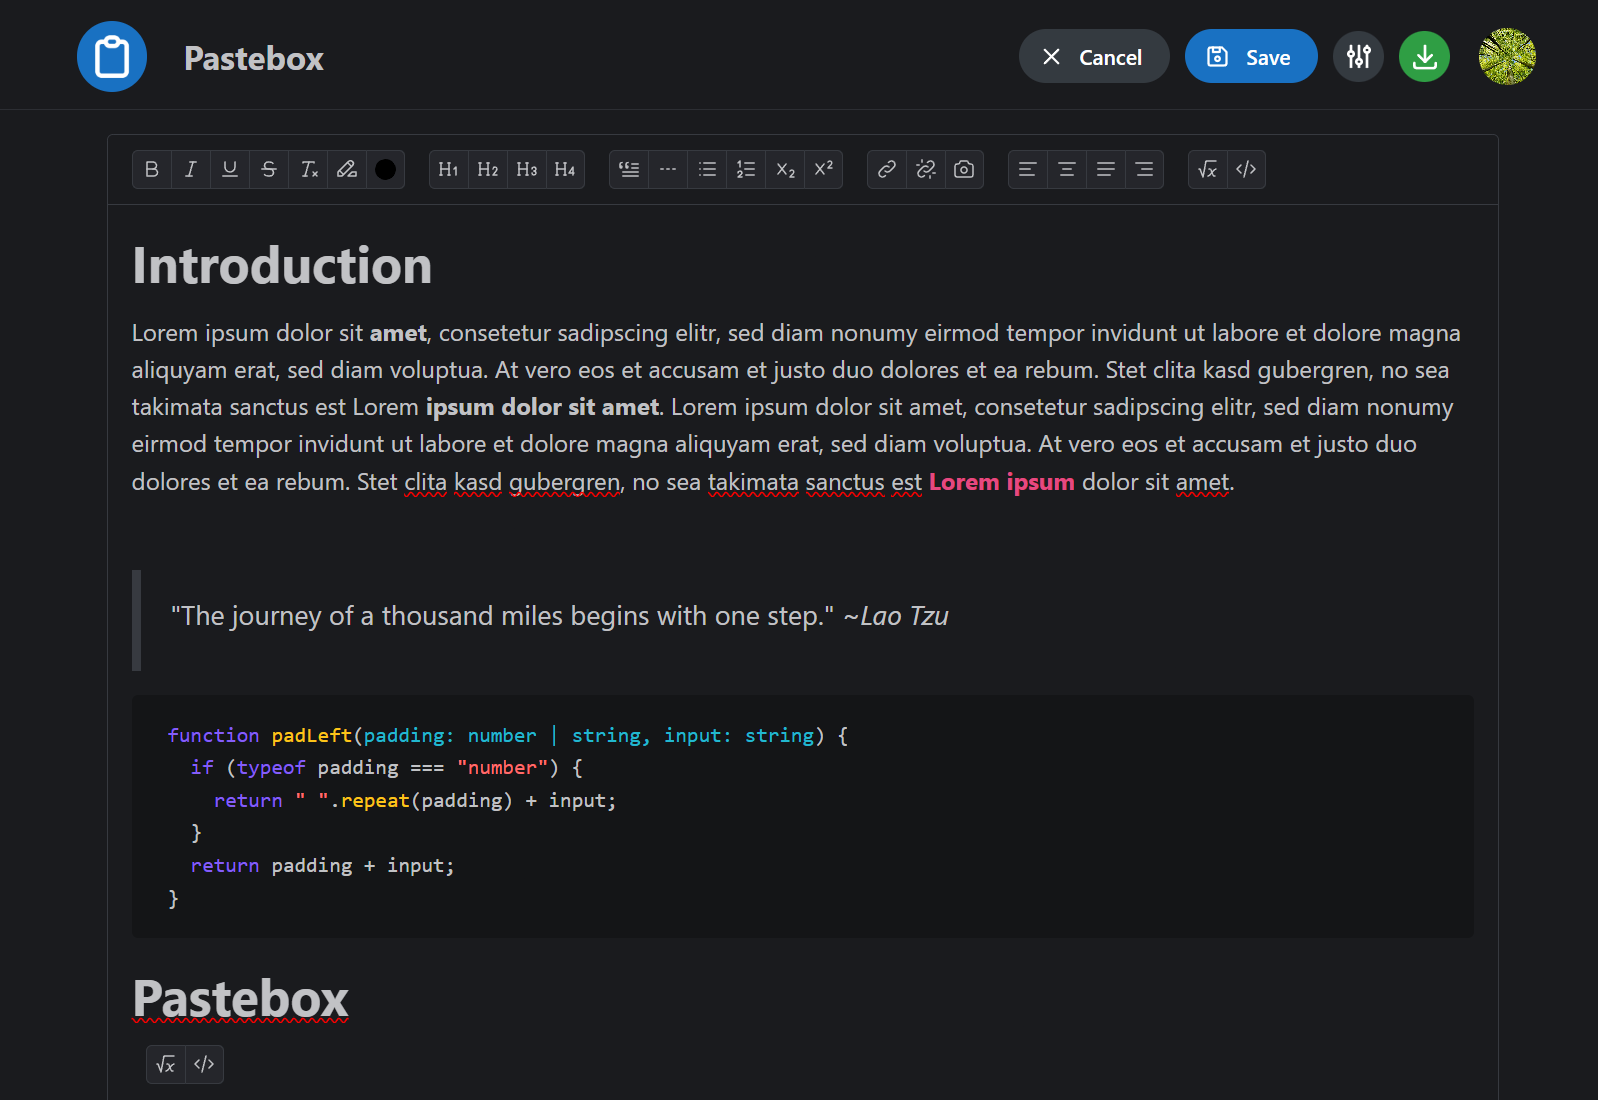 Pastebox
Cancel
Save
B I U S Tx H1 H2 H3 H4 X2 X2 √x </>
Introduction
Lorem ipsum dolor sit amet, consetetur sadipscing elitr, sed diam nonumy eirmod tempor invidunt ut labore et dolore magna
aliquyam erat, sed diam voluptua. At vero eos et accusam et justo duo dolores et ea rebum. Stet clita kasd gubergren, no sea
takimata sanctus est Lorem ipsum dolor sit amet. Lorem ipsum dolor sit amet, consetetur sadipscing elitr, sed diam nonumy
eirmod tempor invidunt ut labore et dolore magna aliquyam erat, sed diam voluptua. At vero eos et accusam et justo duo
dolores et ea rebum. Stet clita kasd gubergren, no sea takimata sanctus est Lorem ipsum dolor sit amet.
"The journey of a thousand miles begins with one step." ~Lao Tzu
function padLeft(padding: number | string, input: string) {
  if (typeof padding === "number") {
    return " ".repeat(padding) + input;
  }
  return padding + input;
}
Pastebox
√x </>